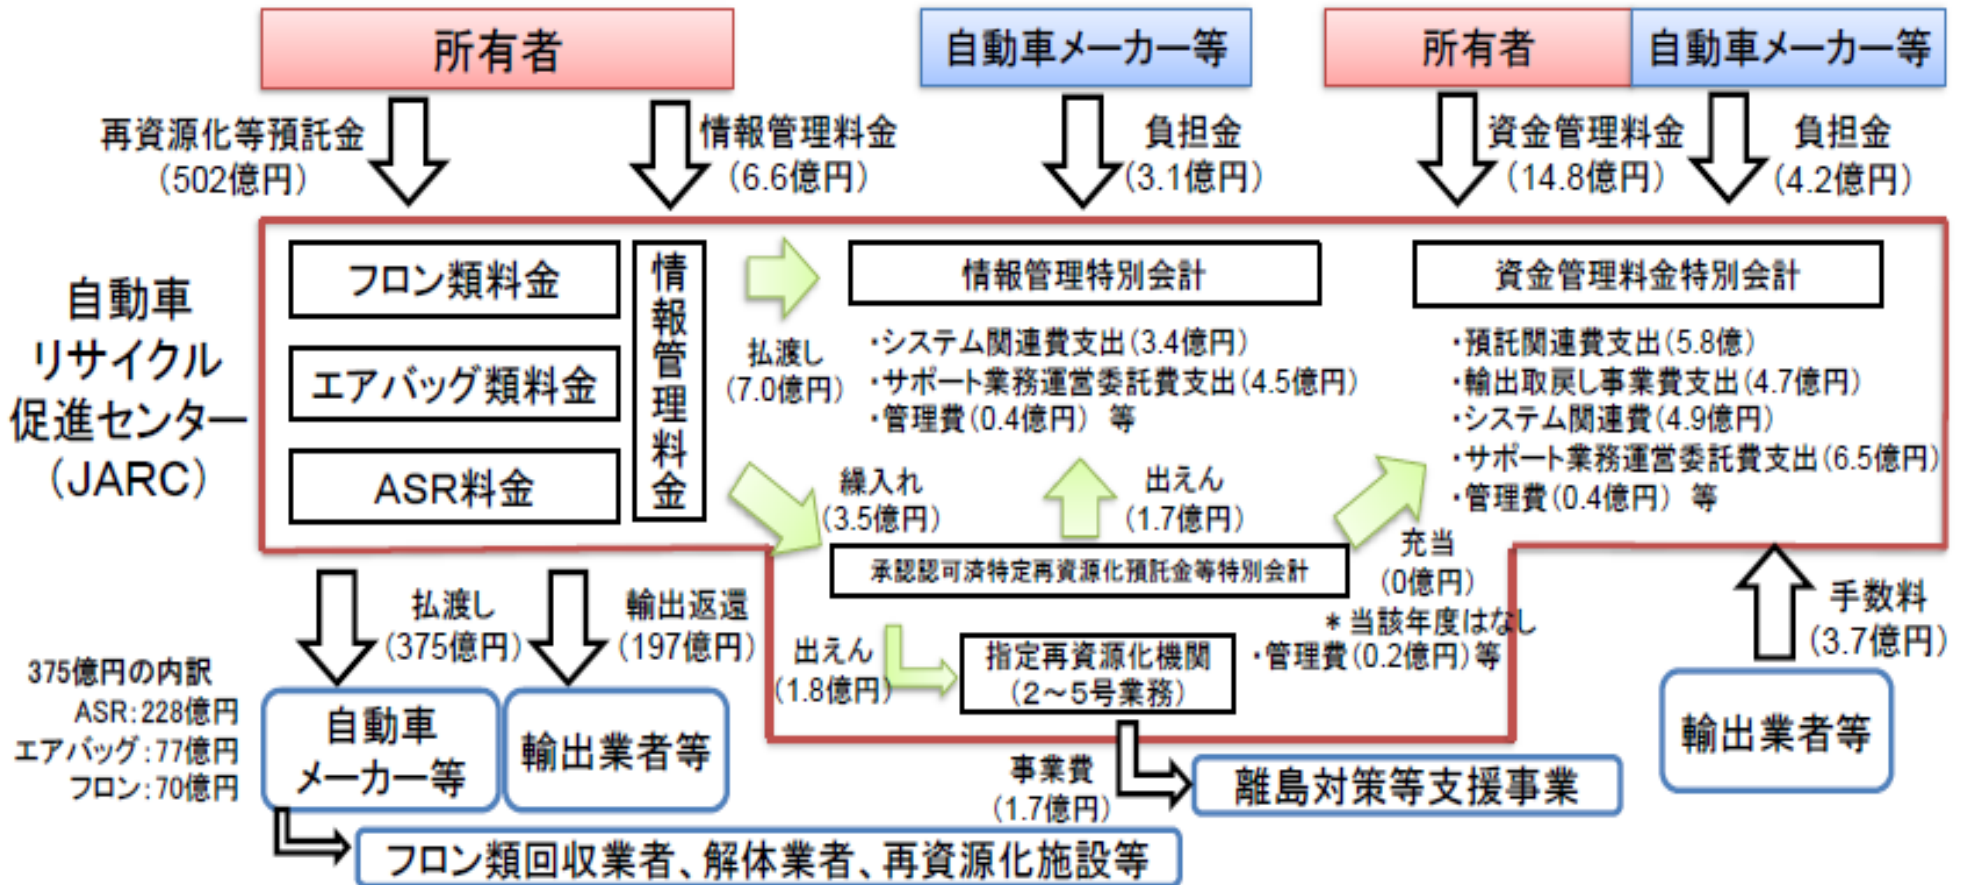 所有者
自動車メーカー等
所有者
自動車メーカー等
再資源化等預託金
(502億円)
情報管理料金
(6.6億円)
負担金
(3.1億円)
資金管理料金
(14.8億円)
負担金
(4.2億円)
自動車
リサイクル
促進センター
(JARC)
フロン類料金
エアバッグ類料金
ASR料金
情報管理料金
払渡し
(7.0億円)
情報管理特別会計
・システム関連費支出(3.4億円)
・サポート業務運営委託費支出(4.5億円)
・管理費(0.4億円) 等
資金管理料金特別会計
・預託関連費支出(5.8億)
・輸出取戻し事業費支出(4.7億円)
・システム関連費(4.9億円)
・サポート業務運営委託費支出(6.5億円)
・管理費(0.4億円) 等
繰入れ
(3.5億円)
出えん
(1.7億円)
充当
(0億円)
*当該年度はなし
承認認可済特定再資源化預託金等特別会計
・管理費(0.2億円)等
出えん
(1.8億円)
指定再資源化機関
(2～5号業務)
払渡し
(375億円)
輸出返還
(197億円)
手数料
(3.7億円)
375億円の内訳
ASR:228億円
エアバッグ:77億円
フロン:70億円
自動車
メーカー等
輸出業者等
輸出業者等
事業費
(1.7億円)
離島対策等支援事業
フロン類回収業者、解体業者、再資源化施設等